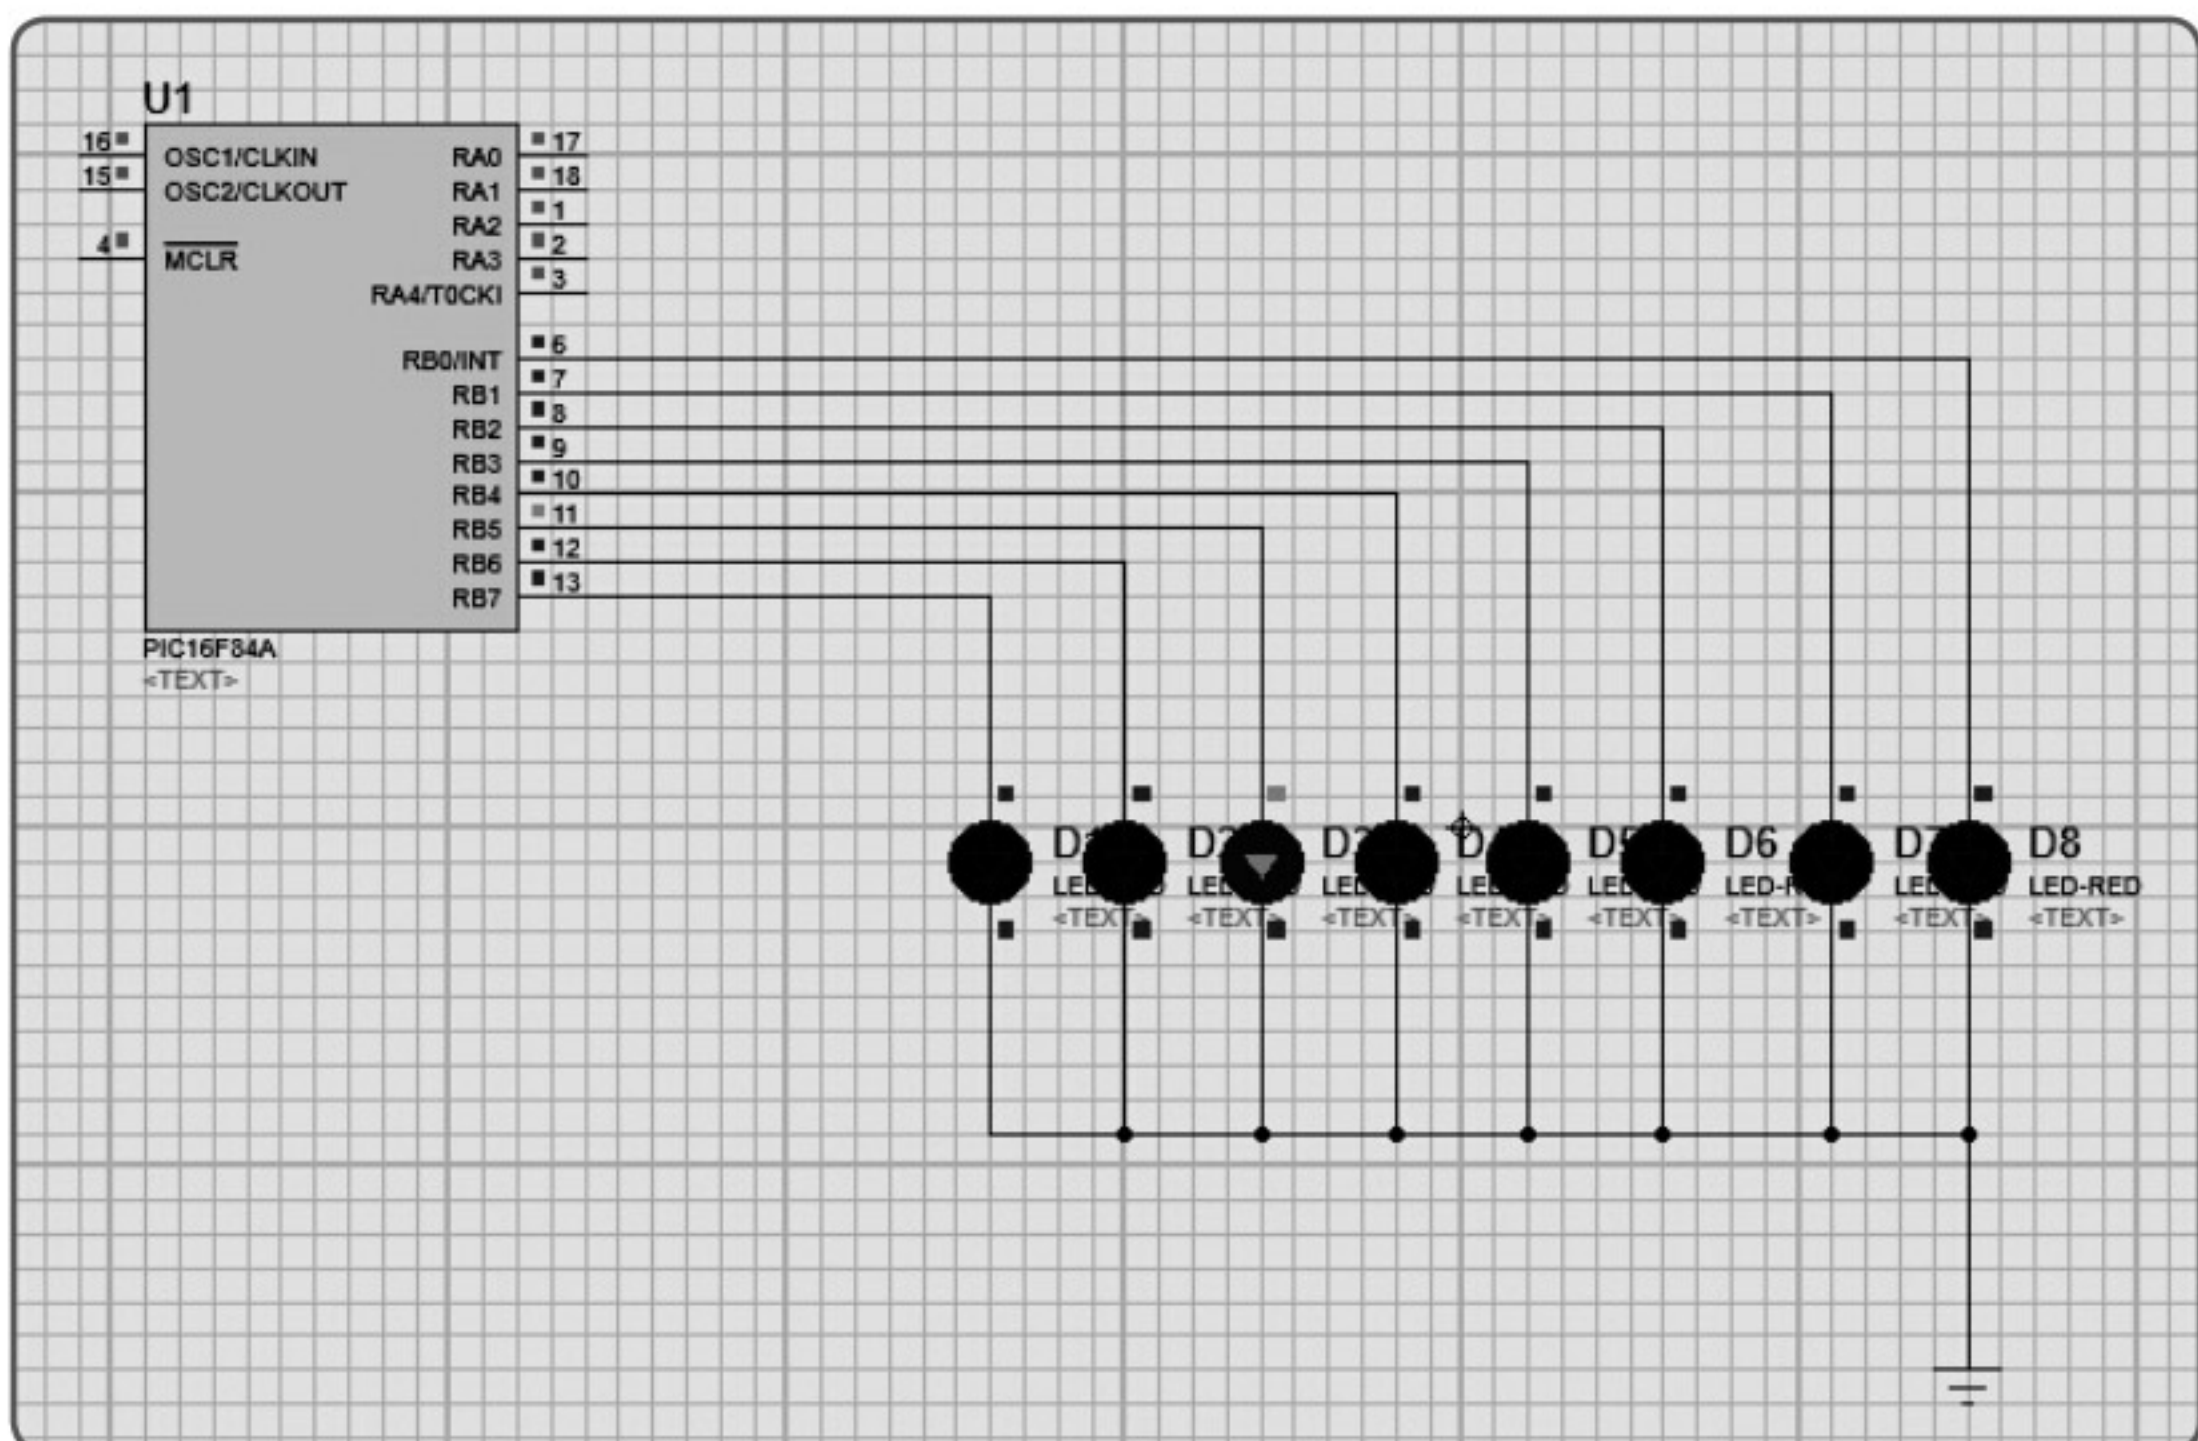 U1
16 OSC1/CLKIN RA0 17
15 OSC2/CLKOUT RA1 18
RA2 1
4 MCLR RA3 2
RA4/T0CKI 3
RB0/INT 6
RB1 7
RB2 8
RB3 9
RB4 10
RB5 11
RB6 12
RB7 13
PIC16F84A
<TEXT>
D6 D8
LED-RED
<TEXT> <TEXT> <TEXT> <TEXT> <TEXT> <TEXT> <TEXT> <TEXT>